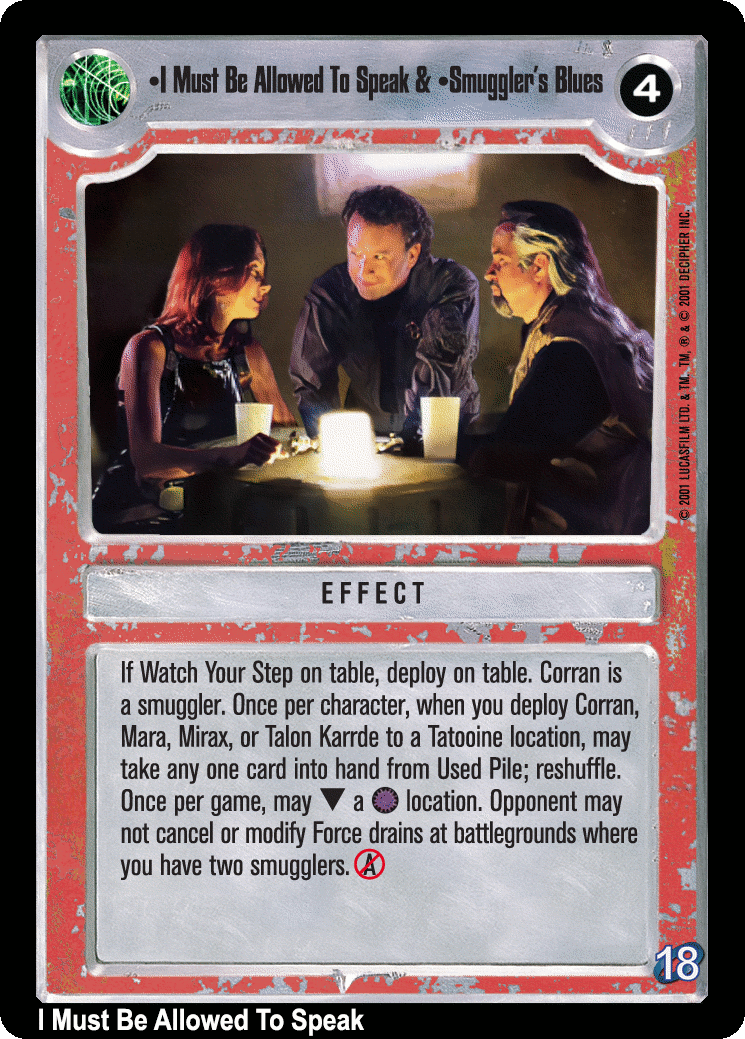 •I Must Be Allowed To Speak & •Smuggler's Blues
4
© 2001 LUCASFILM LTD. & TM, TM, ® & © 2001 DECIPHER INC.
EFFECT
If Watch Your Step on table, deploy on table. Corran is
a smuggler. Once per character, when you deploy Corran,
Mara, Mirax, or Talon Karrde to a Tatooine location, may
take any one card into hand from Used Pile; reshuffle.
Once per game, may ▼ a location. Opponent may
not cancel or modify Force drains at battlegrounds where
you have two smugglers. A
18
I Must Be Allowed To Speak